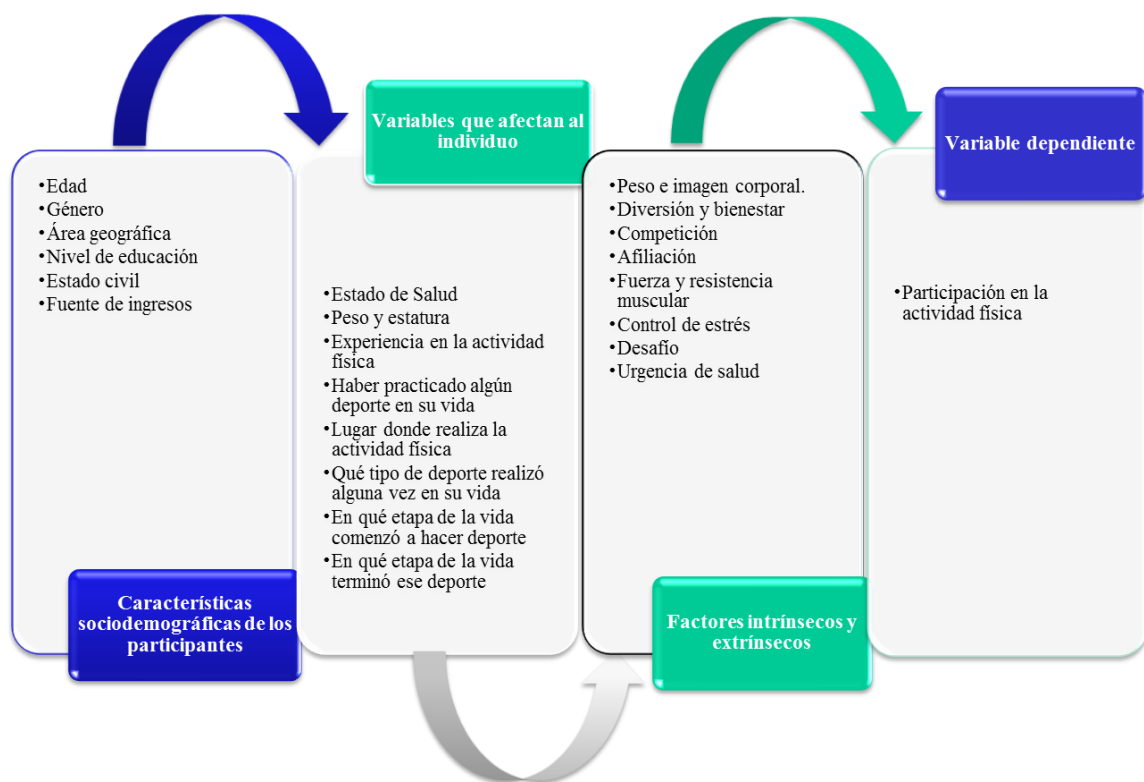 •Edad
•Género
•Área geográfica
•Nivel de educación
•Estado civil
•Fuente de ingresos
Características
sociodemográficas de los
participantes
Variables que afectan al
individuo
•Estado de Salud
•Peso y estatura
•Experiencia en la actividad
física
•Haber practicado algún
deporte en su vida
•Lugar donde realiza la
actividad física
•Qué tipo de deporte realizó
alguna vez en su vida
•En qué etapa de la vida
comenzó a hacer deporte
•En qué etapa de la vida
terminó ese deporte
•Peso e imagen corporal.
•Diversión y bienestar
•Competición
•Afiliación
•Fuerza y resistencia
muscular
•Control de estrés
•Desafío
•Urgencia de salud
Factores intrínsecos y
extrínsecos
Variable dependiente
•Participación en la
actividad física